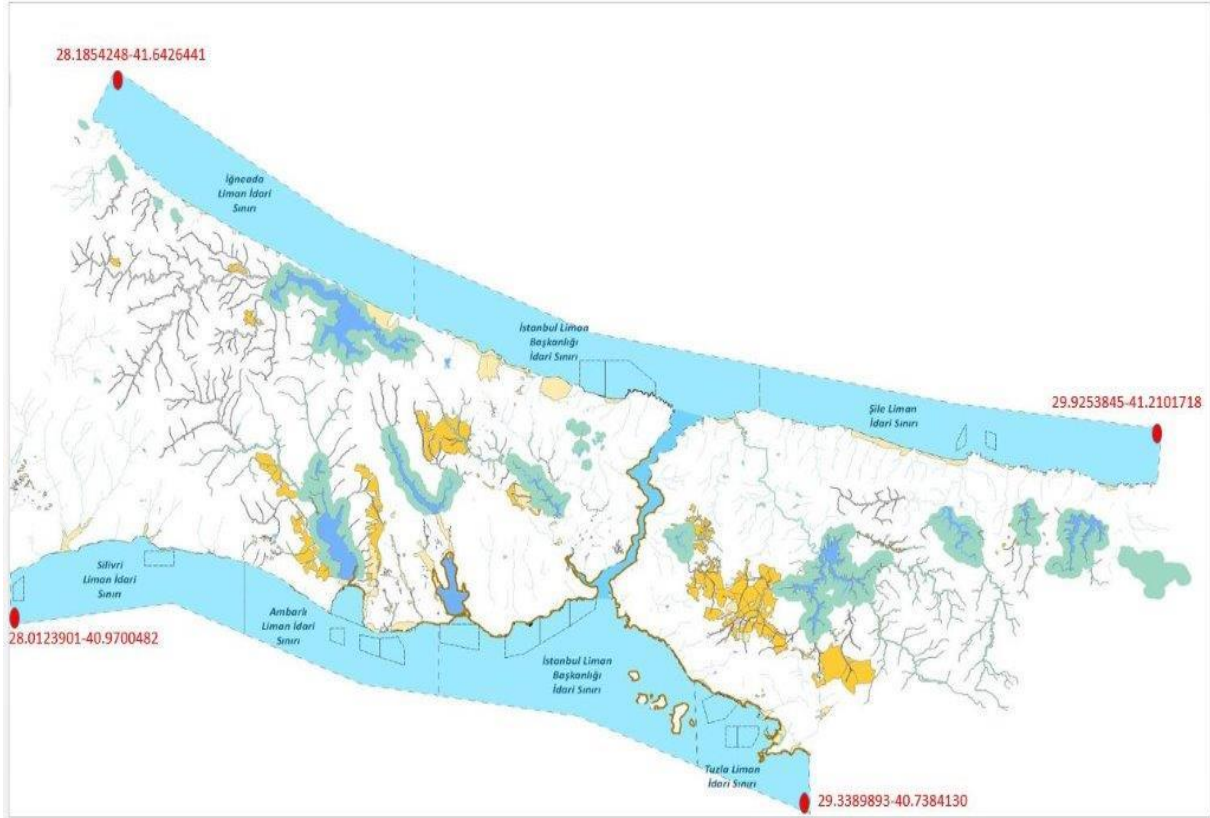 28.1854248-41.6426441
İğneada
Liman İdari
Sınırı
İstanbul Liman
Başkanlığı
İdari Sınırı
Şile Liman
İdari Sınırı
29.9253845-41.2101718
Silivri
Liman İdari
Sınırı
28.0123901-40.9700482
Ambarlı
Liman İdari
Sınırı
İstanbul Liman
Başkanlığı
İdari Sınırı
Tuzla Liman
İdari Sınırı
29.3389893-40.7384130